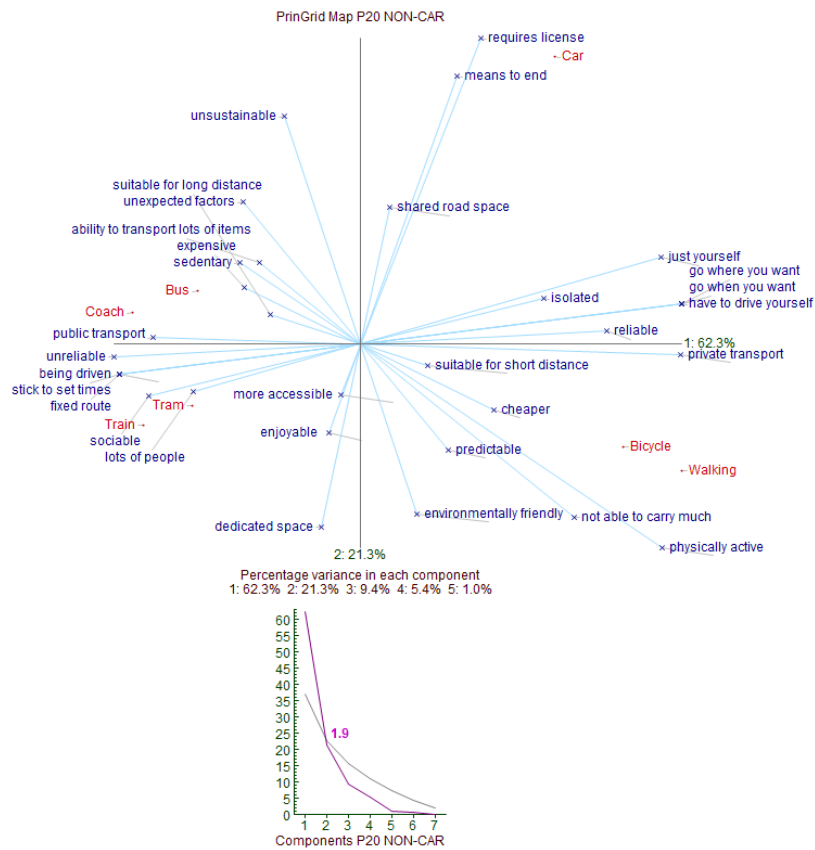 PrinGrid Map P20 NON-CAR
requires license
Car
means to end
unsustainable
suitable for long distance
unexpected factors
shared road space
ability to transport lots of items
expensive
sedentary
just yourself
go where you want
go when you want
have to drive yourself
Bus
isolated
Coach
public transport
reliable
1: 62.3%
unreliable
private transport
being driven
suitable for short distance
stick to set times
fixed route
more accessible
Tram
cheaper
Train
sociable
enjoyable
lots of people
predictable
Bicycle
Walking
environmentally friendly
not able to carry much
dedicated space
physically active
2: 21.3%
Percentage variance in each component
1: 62.3% 2: 21.3% 3: 9.4% 4: 5.4% 5: 1.0%
60
55
50
45
40
35
30
25
1.9
20
15
10
5
0
1 2 3 4 5 6 7
Components P20 NON-CAR